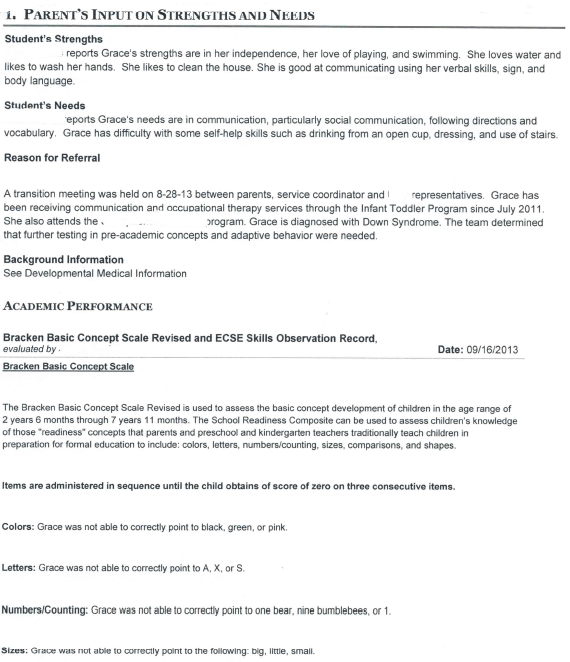 1. PARENT'S INPUT ON STRENGTHS AND NEEDS
Student's Strengths
reports Grace's strengths are in her independence, her love of playing, and swimming. She loves water and
likes to wash her hands. She likes to clean the house. She is good at communicating using her verbal skills, sign, and
body language.
Student's Needs
eports Grace's needs are in communication, particularly social communication, following directions and
vocabulary. Grace has difficulty with some self-help skills such as drinking from an open cup, dressing, and use of stairs.
Reason for Referral
A transition meeting was held on 8-28-13 between parents, service coordinator and representatives. Grace has
been receiving communication and occupational therapy services through the Infant Toddler Program since July 2011.
She also attends the program. Grace is diagnosed with Down Syndrome. The team determined
that further testing in pre-academic concepts and adaptive behavior were needed.
Background Information
See Developmental Medical Information
ACADEMIC PERFORMANCE
Bracken Basic Concept Scale Revised and ECSE Skills Observation Record,
evaluated by Date: 09/16/2013
Bracken Basic Concept Scale
The Bracken Basic Concept Scale Revised is used to assess the basic concept development of children in the age range of
2 years 6 months through 7 years 11 months. The School Readiness Composite can be used to assess children's knowledge
of those "readiness" concepts that parents and preschool and kindergarten teachers traditionally teach children in
preparation for formal education to include: colors, letters, numbers/counting, sizes, comparisons, and shapes.
Items are administered in sequence until the child obtains of score of zero on three consecutive items.
Colors: Grace was not able to correctly point to black, green, or pink.
Letters: Grace was not able to correctly point to A, X, or S.
Numbers/Counting: Grace was not able to correctly point to one bear, nine bumblebees, or 1.
Sizes: Grace was not able to correctly point to the following: big, little, small.